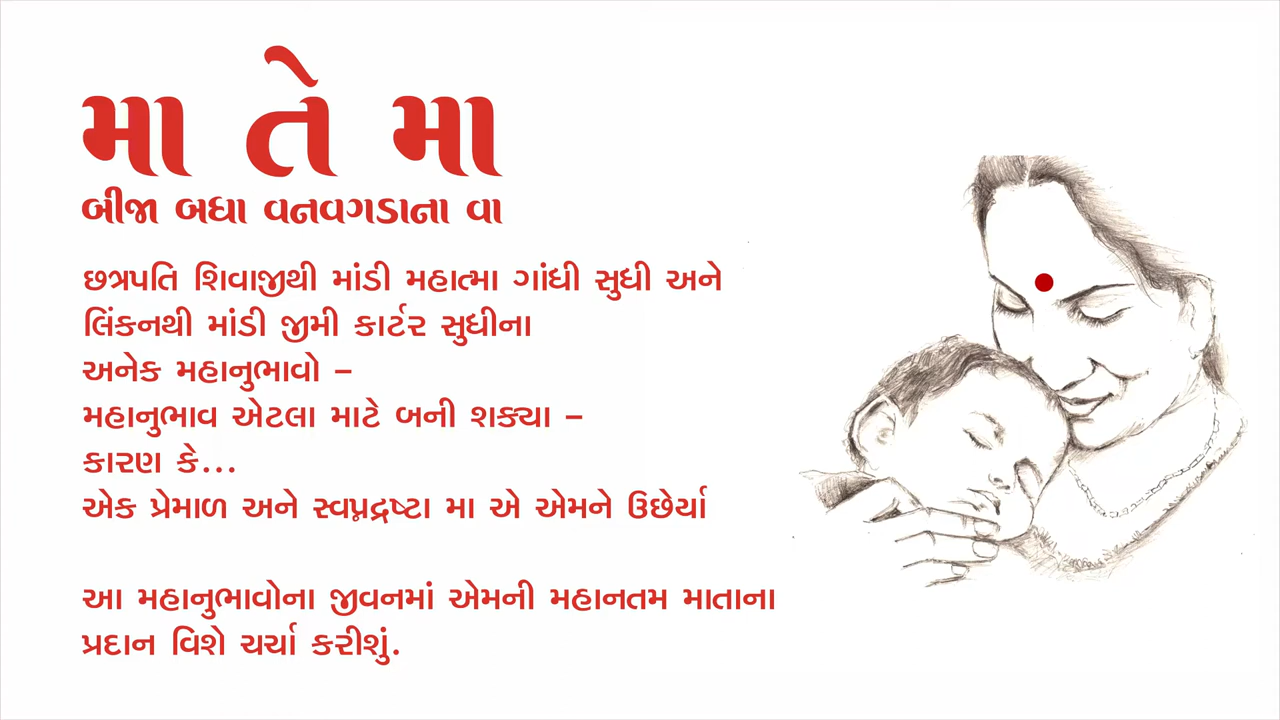 મા તે મા
બીજા બધા વનવગડાના વા
છત્રપતિ શિવાજીથી માંડી મહાત્મા ગાંધી સુધી અને
લિંકનથી માંડી જીમી કાર્ટર સુધીના
અનેક મહાનુભાવો –
મહાનુભાવ એટલા માટે બની શક્યા –
કારણ કે...
એક પ્રેમાળ અને સ્વપ્નદ્રષ્ટા મા એ એમને ઉછેર્યા
આ મહાનુભાવોના જીવનમાં એમની મહાનતમ માતાના
પ્રદાન વિશે ચર્ચા કરીશું.